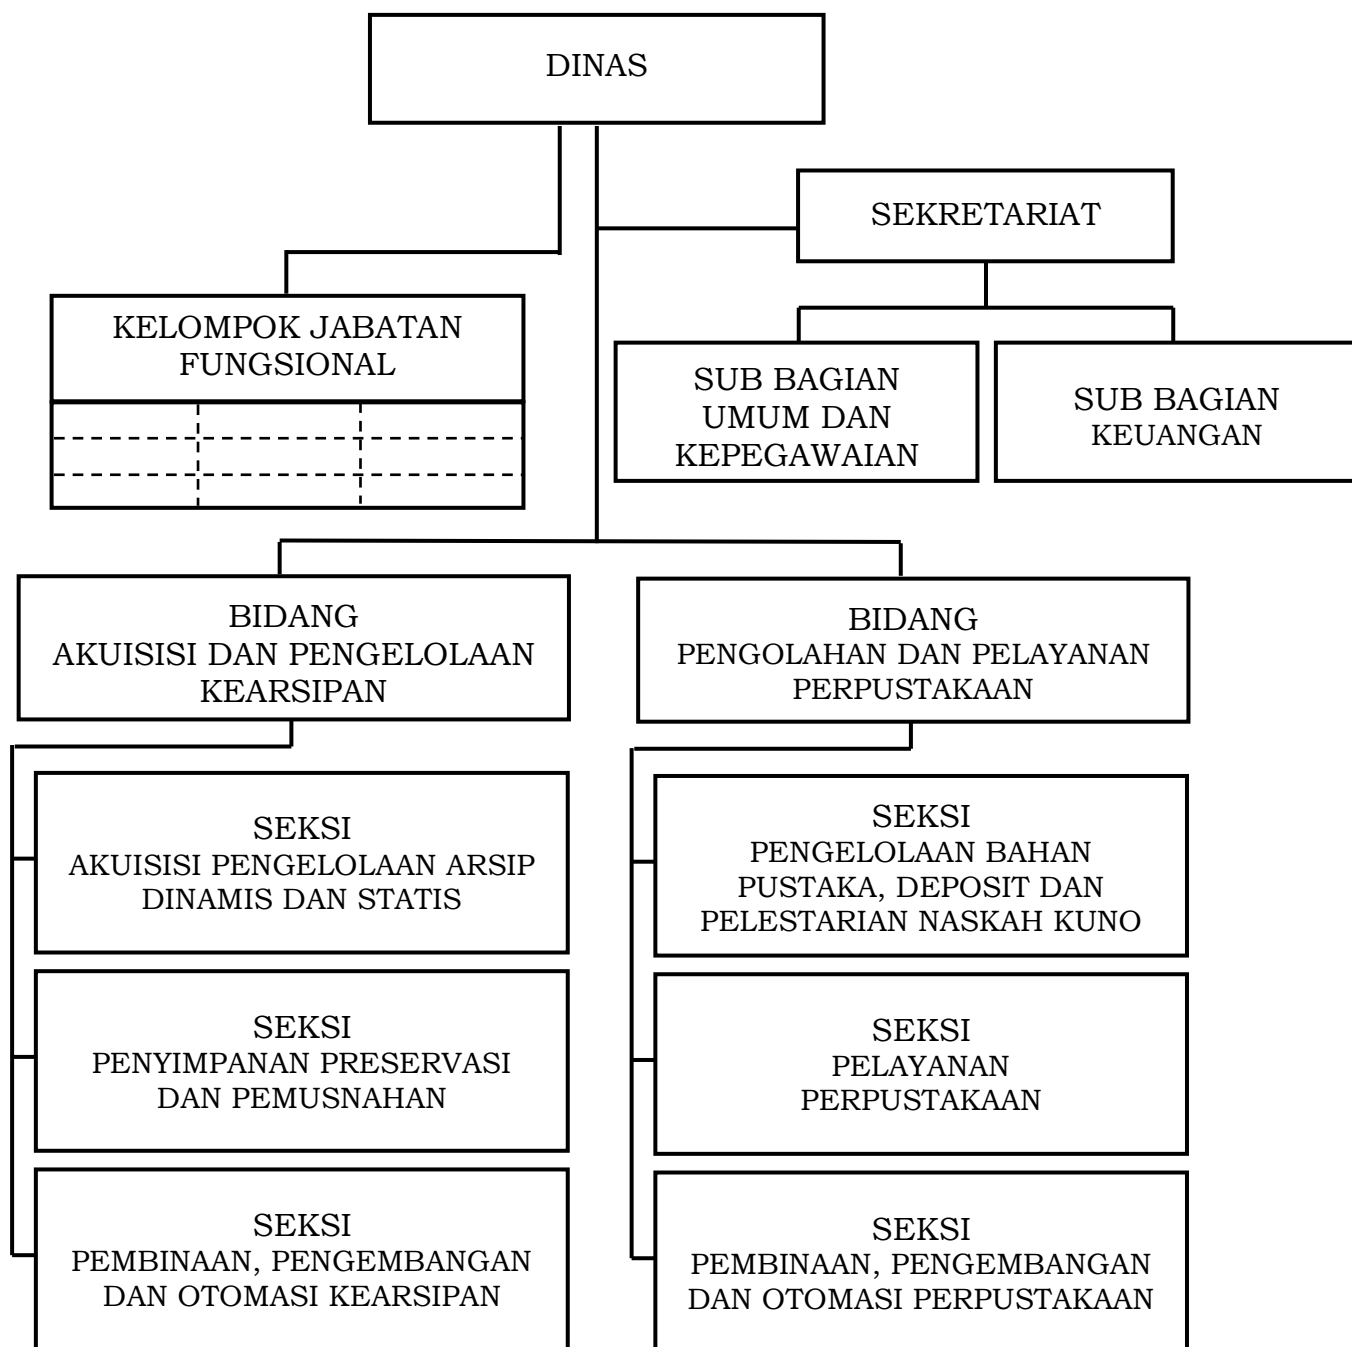 DINAS
SEKRETARIAT
KELOMPOK JABATAN
FUNGSIONAL
SUB BAGIAN
UMUM DAN
KEPEGAWAIAN
SUB BAGIAN
KEUANGAN
BIDANG
AKUISISI DAN PENGELOLAAN
KEARSIPAN
BIDANG
PENGOLAHAN DAN PELAYANAN
PERPUSTAKAAN
SEKSI
AKUISISI PENGELOLAAN ARSIP
DINAMIS DAN STATIS
SEKSI
PENYIMPANAN PRESERVASI
DAN PEMUSNAHAN
SEKSI
PEMBINAAN, PENGEMBANGAN
DAN OTOMASI KEARSIPAN
SEKSI
PENGELOLAAN BAHAN
PUSTAKA, DEPOSIT DAN
PELESTARIAN NASKAH KUNO
SEKSI
PELAYANAN
PERPUSTAKAAN
SEKSI
PEMBINAAN, PENGEMBANGAN
DAN OTOMASI PERPUSTAKAAN